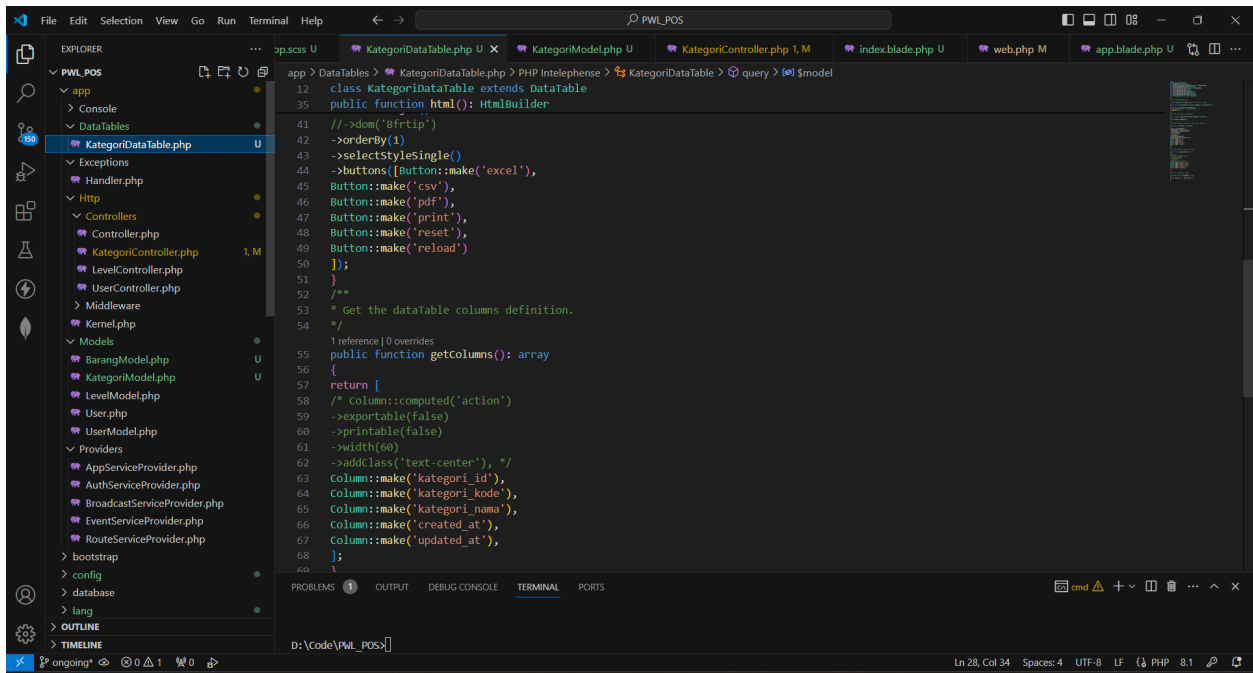 File Edit Selection View Go Run Terminal Help
PWL_POS
EXPLORER
PWL_POS
app
Console
DataTables
KategoriDataTable.php U
Exceptions
Handler.php
Http
Controllers
Controller.php
KategoriController.php 1, M
LevelController.php
UserController.php
Middleware
Kernel.php
Models
BarangModel.php U
KategoriModel.php U
LevelModel.php
User.php
UserModel.php
Providers
AppServiceProvider.php
AuthServiceProvider.php
BroadcastServiceProvider.php
EventServiceProvider.php
RouteServiceProvider.php
bootstrap
config
database
lang
OUTLINE
TIMELINE
150
pp.scss U KategoriDataTable.php U KategoriModel.php U KategoriController.php 1, M index.blade.php U web.php M app.blade.php U
app > DataTables > KategoriDataTable.php > PHP Intelephense > KategoriDataTable > query > $model
12 class KategoriDataTable extends DataTable
35 public function html(): HtmlBuilder
41 //->dom('Bfrtip')
42 ->orderBy(1)
43 ->selectStyleSingle()
44 ->buttons([Button::make('excel'),
45 Button::make('csv'),
46 Button::make('pdf'),
47 Button::make('print'),
48 Button::make('reset'),
49 Button::make('reload')
50 ]);
51 }
52 /**
53 * Get the dataTable columns definition.
54 */
1 reference | 0 overrides
55 public function getColumns(): array
56 {
57 return [
58 /* Column::computed('action')
59 ->exportable(false)
60 ->printable(false)
61 ->width(60)
62 ->addClass('text-center'), */
63 Column::make('kategori_id'),
64 Column::make('kategori_kode'),
65 Column::make('kategori_nama'),
66 Column::make('created_at'),
67 Column::make('updated_at'),
68 ];
69 }
PROBLEMS 1 OUTPUT DEBUG CONSOLE TERMINAL PORTS
cmd
D:\Code\PWL_POS>
ongoing* 0 1 0
Ln 28, Col 34 Spaces: 4 UTF-8 LF PHP 8.1